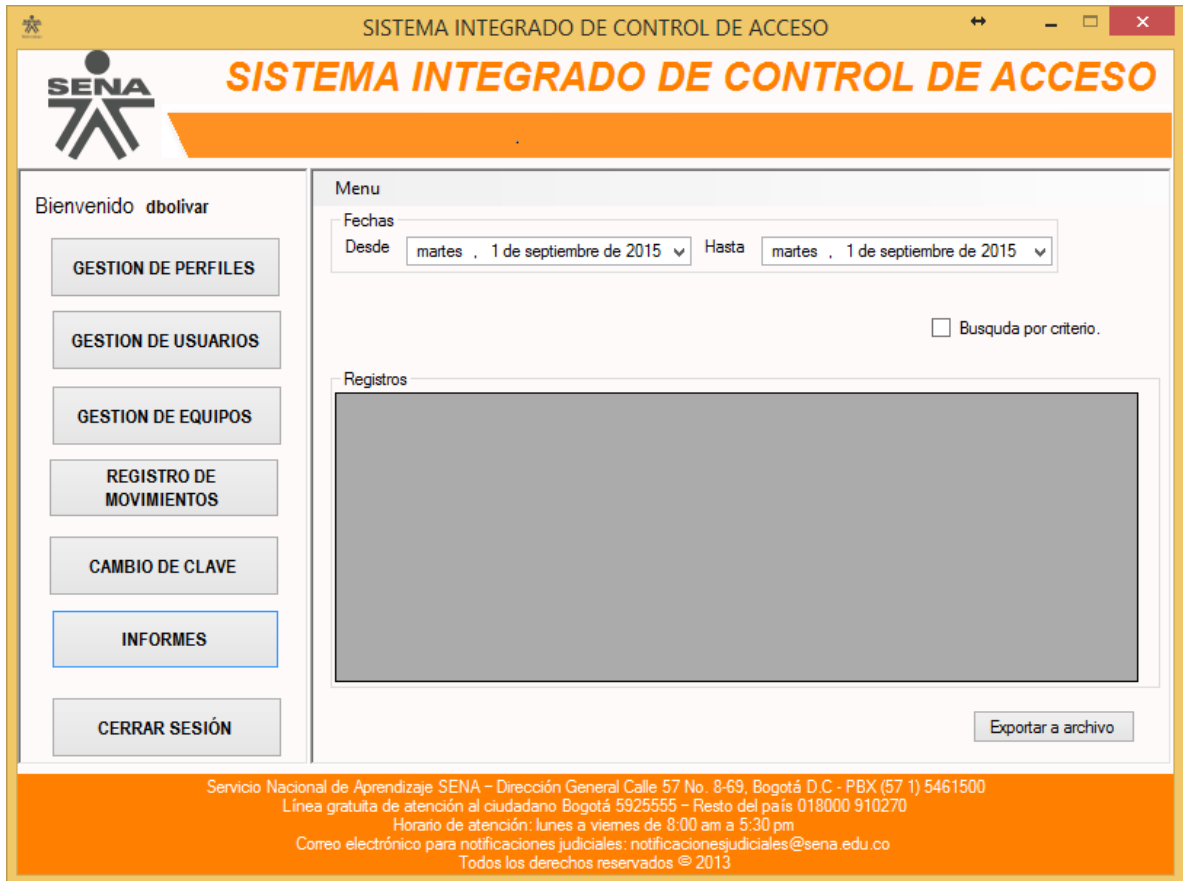 SISTEMA INTEGRADO DE CONTROL DE ACCESO
SENA
SISTEMA INTEGRADO DE CONTROL DE ACCESO
Bienvenido dbolivar
GESTION DE PERFILES
GESTION DE USUARIOS
GESTION DE EQUIPOS
REGISTRO DE
MOVIMIENTOS
CAMBIO DE CLAVE
INFORMES
CERRAR SESIÓN
Menu
Fechas
Desde martes , 1 de septiembre de 2015 Hasta martes , 1 de septiembre de 2015
Busquda por criterio.
Registros
Exportar a archivo
Servicio Nacional de Aprendizaje SENA – Dirección General Calle 57 No. 8-69, Bogotá D.C - PBX (57 1) 5461500
Línea gratuita de atención al ciudadano Bogotá 5925555 – Resto del país 018000 910270
Horario de atención: lunes a viernes de 8:00 am a 5:30 pm
Correo electrónico para notificaciones judiciales: notificacionesjudiciales@sena.edu.co
Todos los derechos reservados © 2013